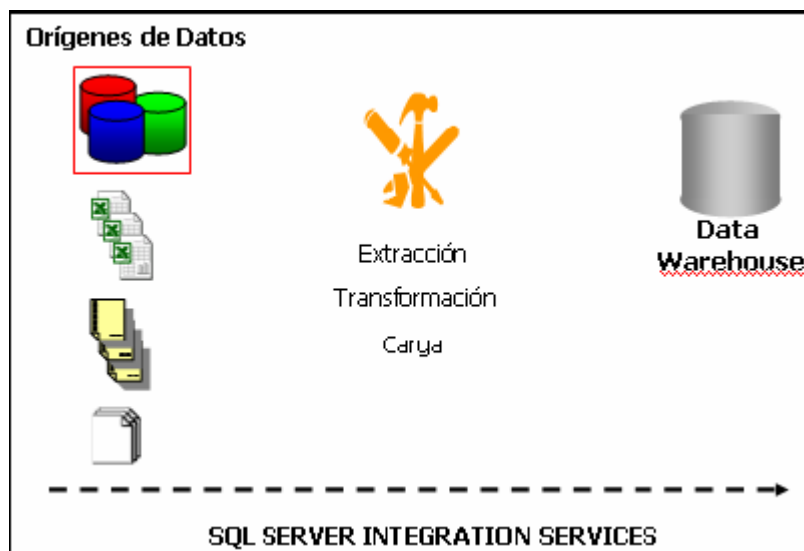 Orígenes de Datos
Extracción
Transformación
Carga
Data
Warehouse
SQL SERVER INTEGRATION SERVICES